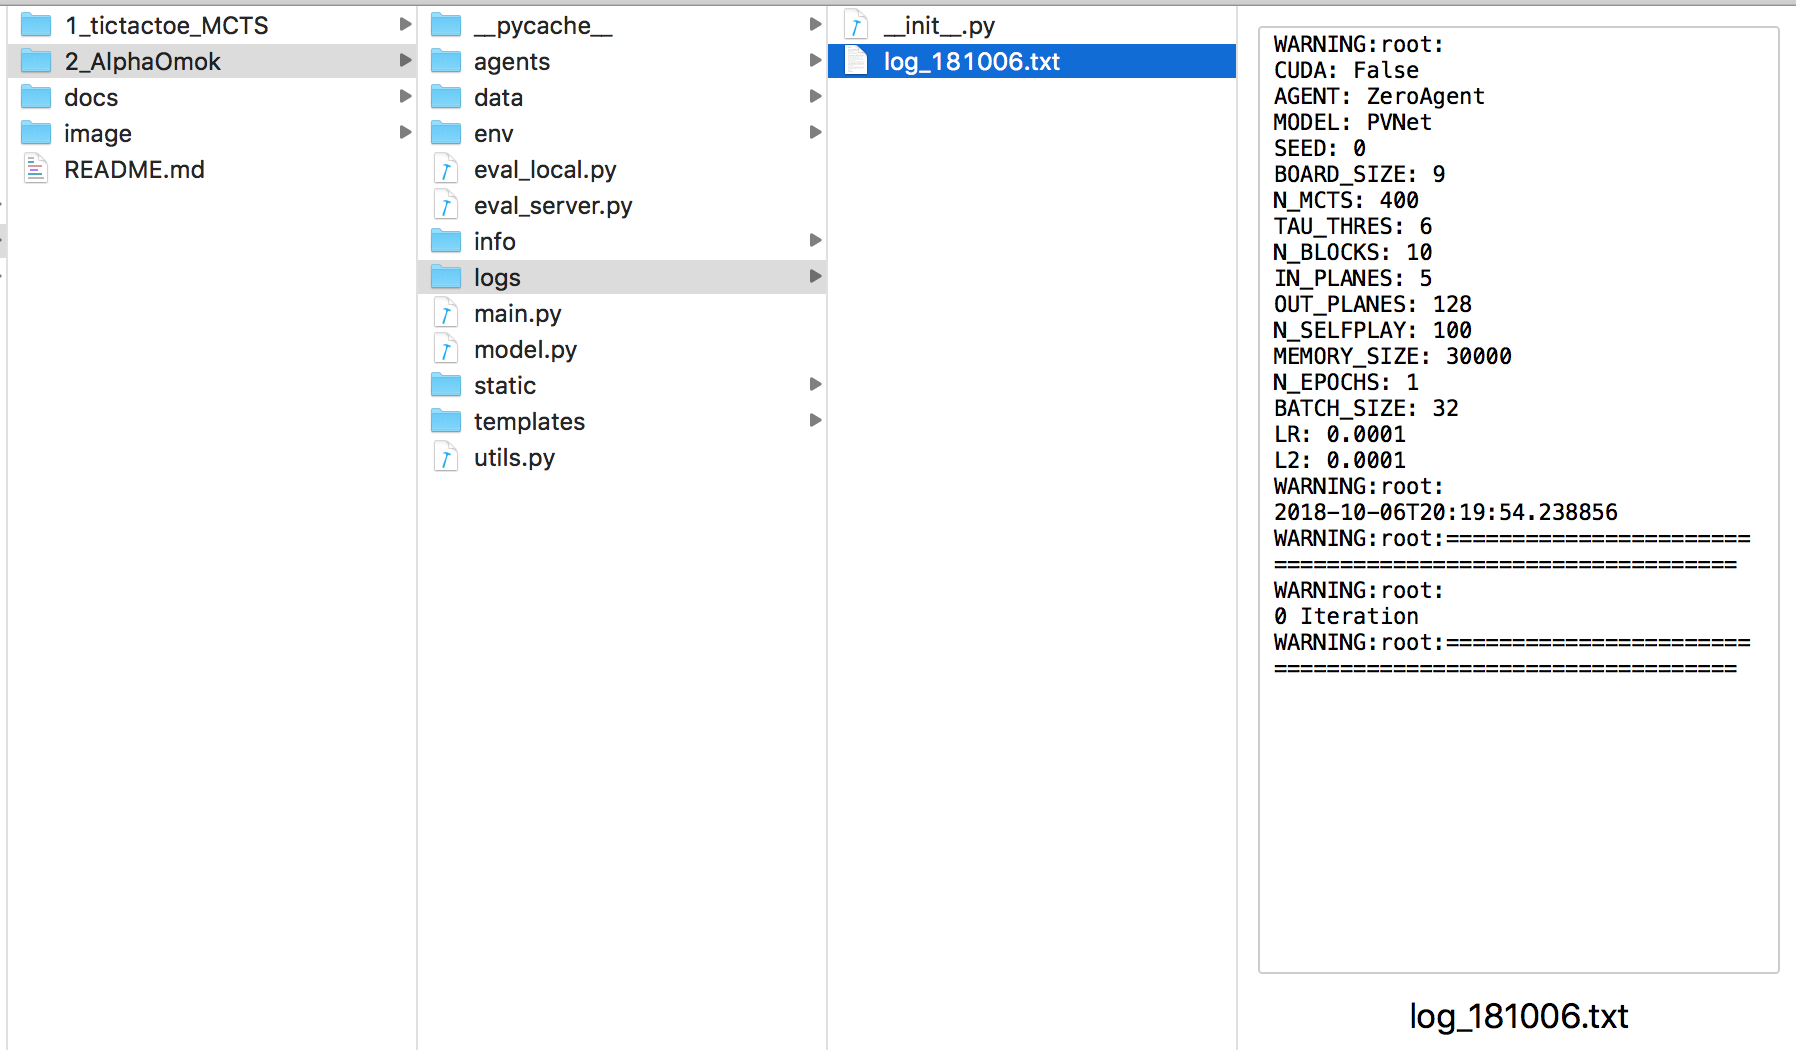 1_tictactoe_MCTS
2_AlphaOmok
docs
image
README.md
__pycache__
agents
data
env
eval_local.py
eval_server.py
info
logs
main.py
model.py
static
templates
utils.py
__init__.py
log_181006.txt
WARNING:root:
CUDA: False
AGENT: ZeroAgent
MODEL: PVNet
SEED: 0
BOARD_SIZE: 9
N_MCTS: 400
TAU_THRES: 6
N_BLOCKS: 10
IN_PLANES: 5
OUT_PLANES: 128
N_SELFPLAY: 100
MEMORY_SIZE: 30000
N_EPOCHS: 1
BATCH_SIZE: 32
LR: 0.0001
L2: 0.0001
WARNING:root:
2018-10-06T20:19:54.238856
WARNING:root:=======================
===================================
WARNING:root:
0 Iteration
WARNING:root:=======================
===================================
log_181006.txt